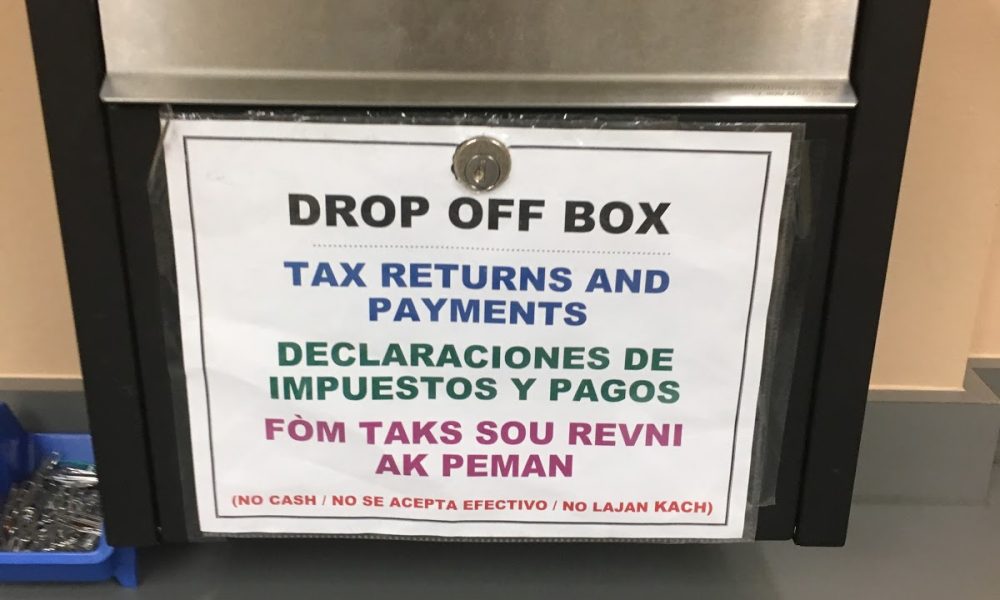 DROP OFF BOX
TAX RETURNS AND
PAYMENTS
DECLARACIONES DE
IMPUESTOS Y PAGOS
FÒM TAKS SOU REVNI
AK PEMAN
(NO CASH / NO SE ACEPTA EFECTIVO / NO LAJAN KACH)